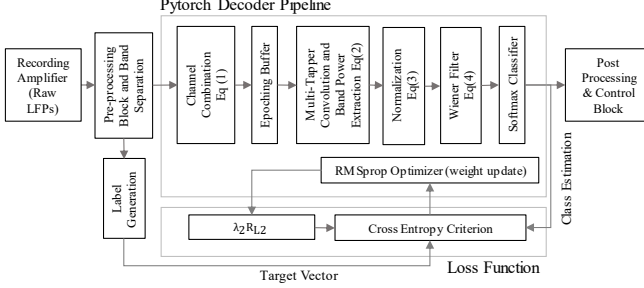 Pytorch Decoder Pipeline
Recording
Amplifier
(Raw
LFPs)
Pre-processing
Block and Band
Separation
Channel
Combination
Eq (1)
Epoching Buffer
Multi-Tapper
Convolution and
Band Power
Extraction Eq(2)
Normalization
Eq(3)
Wiener Filter
Eq(4)
Softmax Classifier
Post
Processing
& Control
Block
Label
Generation
RMSprop Optimizer (weight update)
Class Estimation
λ2RL2
Cross Entropy Criterion
Target Vector
Loss Function